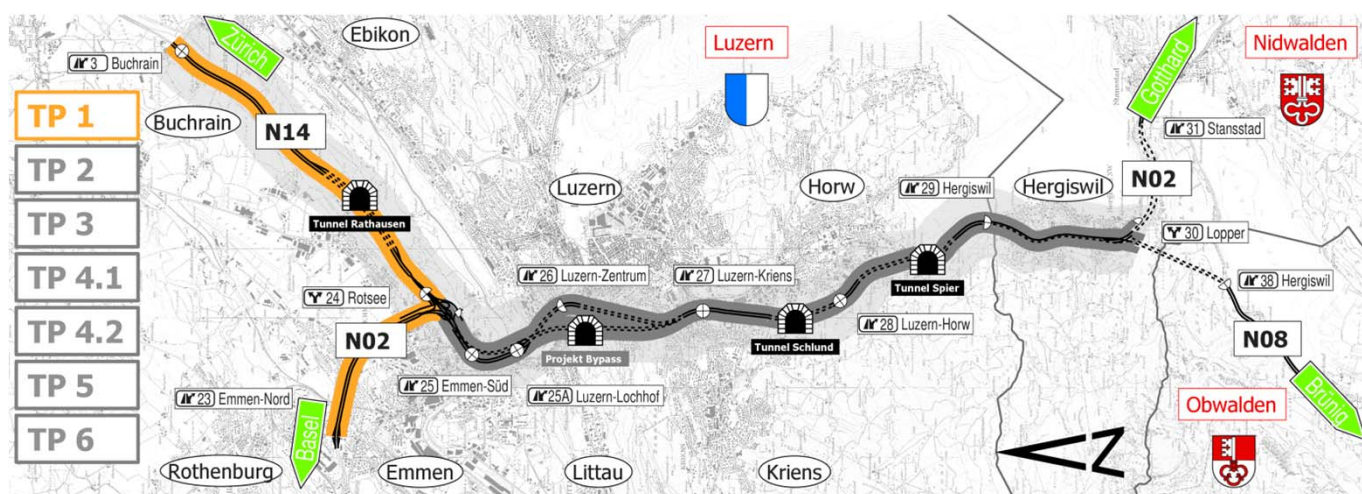 TP 1
TP 2
TP 3
TP 4.1
TP 4.2
TP 5
TP 6
Zürich
Ebikon
Luzern
Gotthard
Nidwalden
3 Buchrain
Buchrain
N14
31 Stansstad
Luzern
Horw
29 Hergiswil
Hergiswil
N02
Tunnel Rathausen
30 Lopper
26 Luzern-Zentrum
27 Luzern-Kriens
Tunnel Spier
38 Hergiswil
24 Rotsee
28 Luzern-Horw
N02
Projekt Bypass
Tunnel Schlund
N08
25 Emmen-Süd
25A Luzern-Lochhof
23 Emmen-Nord
Basel
Brünig
Obwalden
Rothenburg
Emmen
Littau
Kriens
N